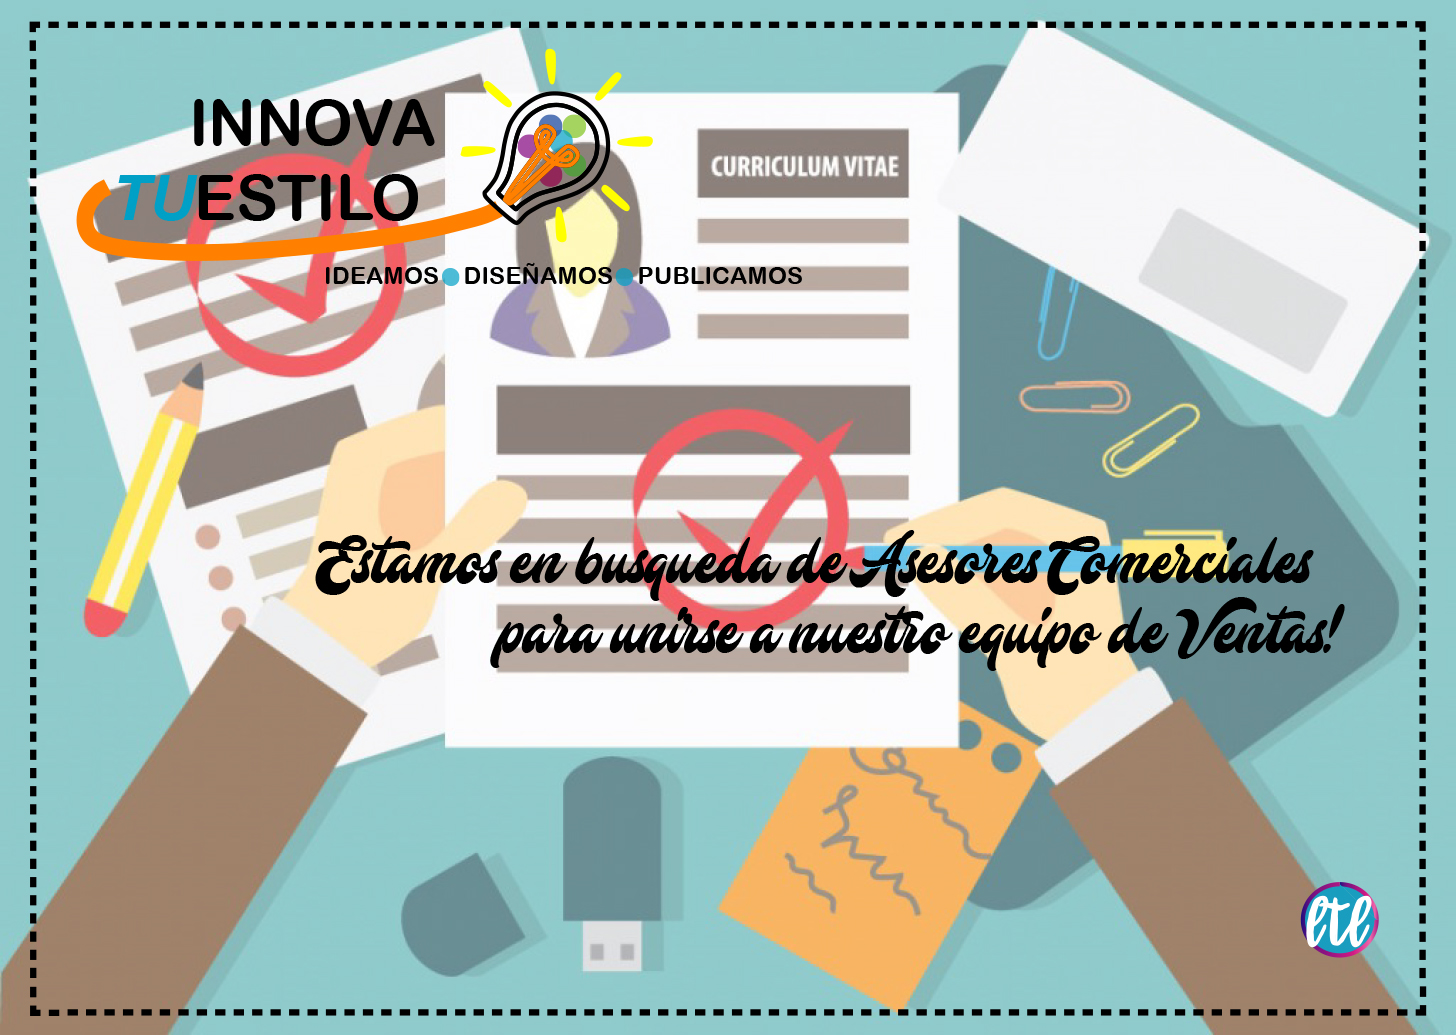 INNOVA
TUESTILO
IDEAMOS DISEÑAMOS PUBLICAMOS
CURRICULUM VITAE
Estamos en busqueda de Asesores Comerciales
para unirse a nuestro equipo de Ventas!